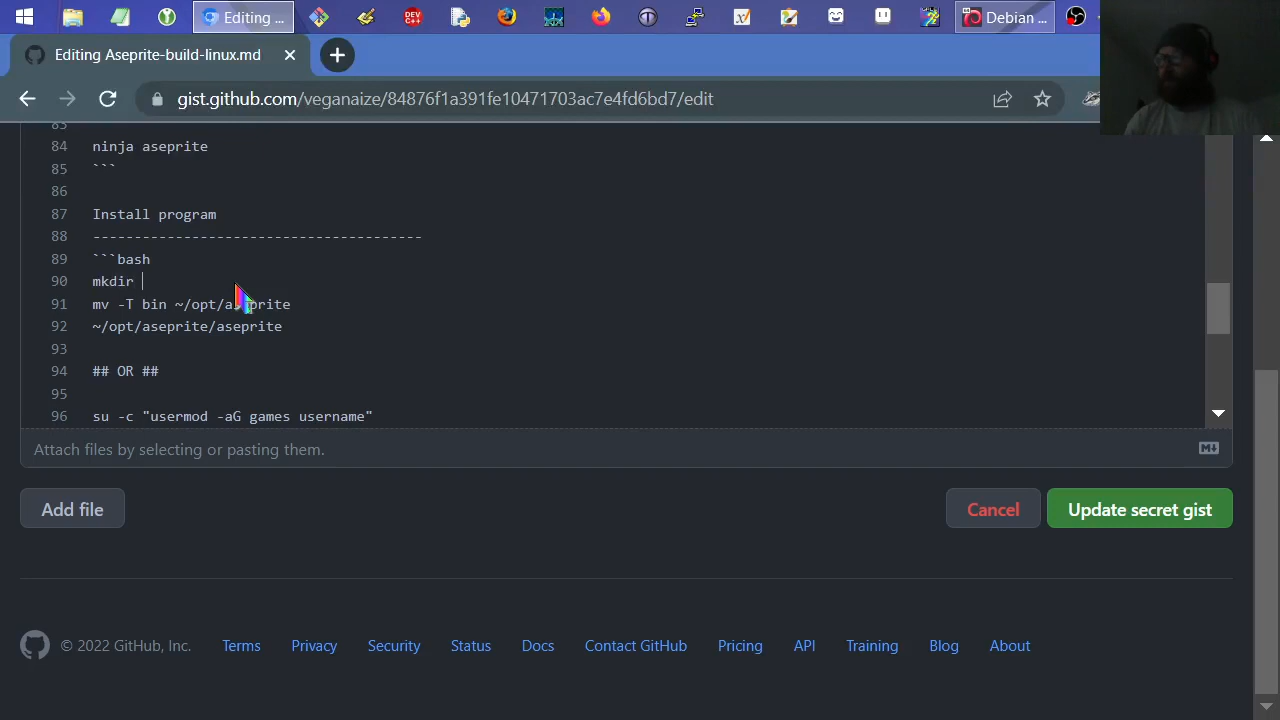 Editing ...
Debian ...
Editing Aseprite-build-linux.md
gist.github.com/veganaize/84876f1a391fe10471703ac7e4fd6bd7/edit
83
84 ninja aseprite
85 ```
86
87 Install program
88 ----------------------------------------
89 ```bash
90 mkdir
91 mv -T bin ~/opt/aseprite
92 ~/opt/aseprite/aseprite
93
94 ## OR ##
95
96 su -c "usermod -aG games username"
Attach files by selecting or pasting them.
Add file
Cancel
Update secret gist
© 2022 GitHub, Inc. Terms Privacy Security Status Docs Contact GitHub Pricing API Training Blog About